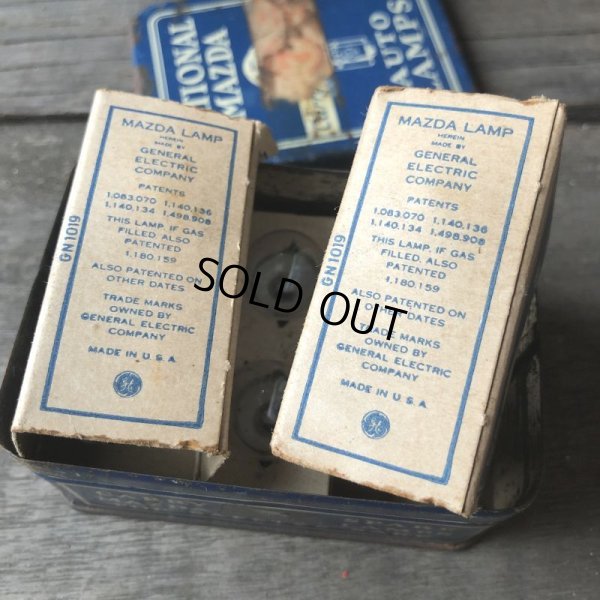 TIONAL
MAZDA
AUTO
LAMPS
MAZDA LAMP
HEREIN
MADE BY
GENERAL
ELECTRIC
COMPANY
PATENTS
1.083.070 1.140.136
1.140.134 1.498.908
THIS LAMP, IF GAS
FILLED, ALSO
PATENTED
1.180.159
ALSO PATENTED ON
OTHER DATES
TRADE MARKS
OWNED BY
GENERAL ELECTRIC
COMPANY
MADE IN U.S.A.
GE
GN1019
MAZDA LAMP
HEREIN
MADE BY
GENERAL
ELECTRIC
COMPANY
PATENTS
1.083.070 1.140.136
1.140.134 1.498.908
THIS LAMP, IF GAS
FILLED, ALSO
PATENTED
1.180.159
ALSO PATENTED ON
OTHER DATES
TRADE MARKS
OWNED BY
GENERAL ELECTRIC
COMPANY
MADE IN U.S.A.
GE
GN1019
SOLD OUT